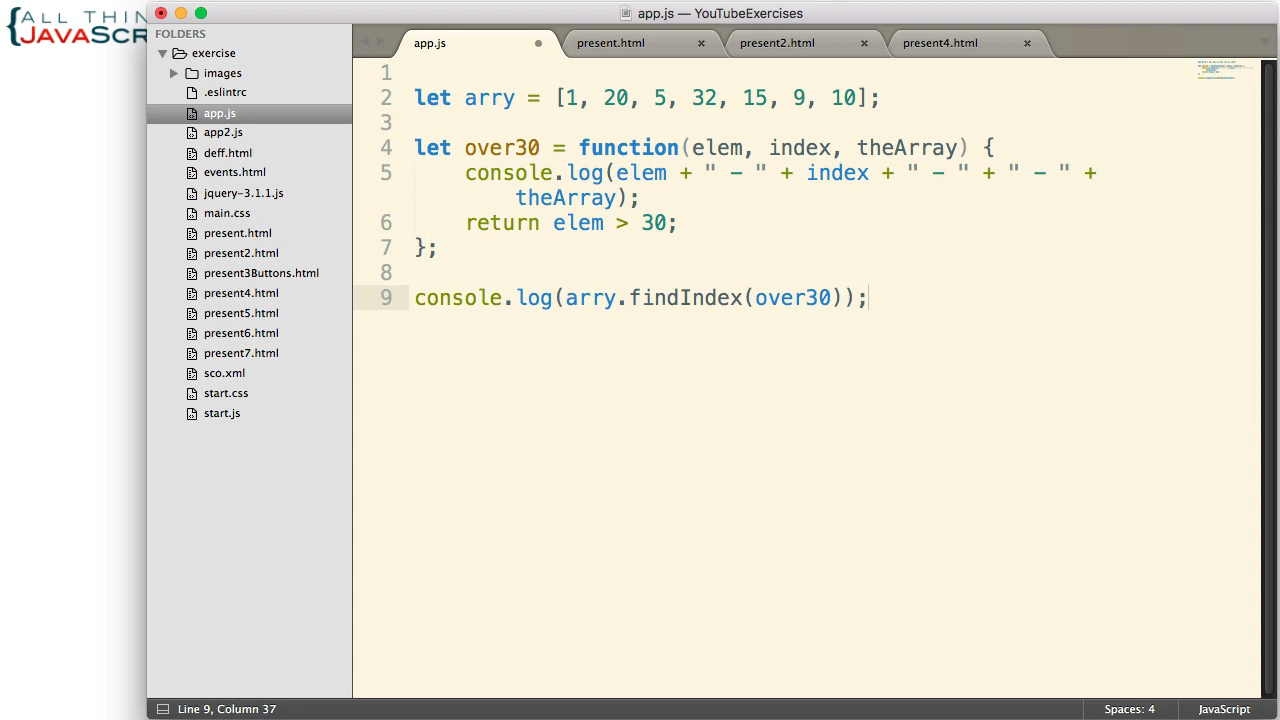 ALL THIN
{JAVASCR
app.js — YouTubeExercises
FOLDERS
exercise
images
.eslintrc
app.js
app2.js
deff.html
events.html
jquery-3.1.1.js
main.css
present.html
present2.html
present3Buttons.html
present4.html
present5.html
present6.html
present7.html
sco.xml
start.css
start.js
app.js
present.html
present2.html
present4.html
1
2 let arry = [1, 20, 5, 32, 15, 9, 10];
3
4 let over30 = function(elem, index, theArray) {
5 console.log(elem + " - " + index + " - " + " - " +
theArray);
6 return elem > 30;
7 };
8
9 console.log(arry.findIndex(over30));
Line 9, Column 37
Spaces: 4
JavaScript